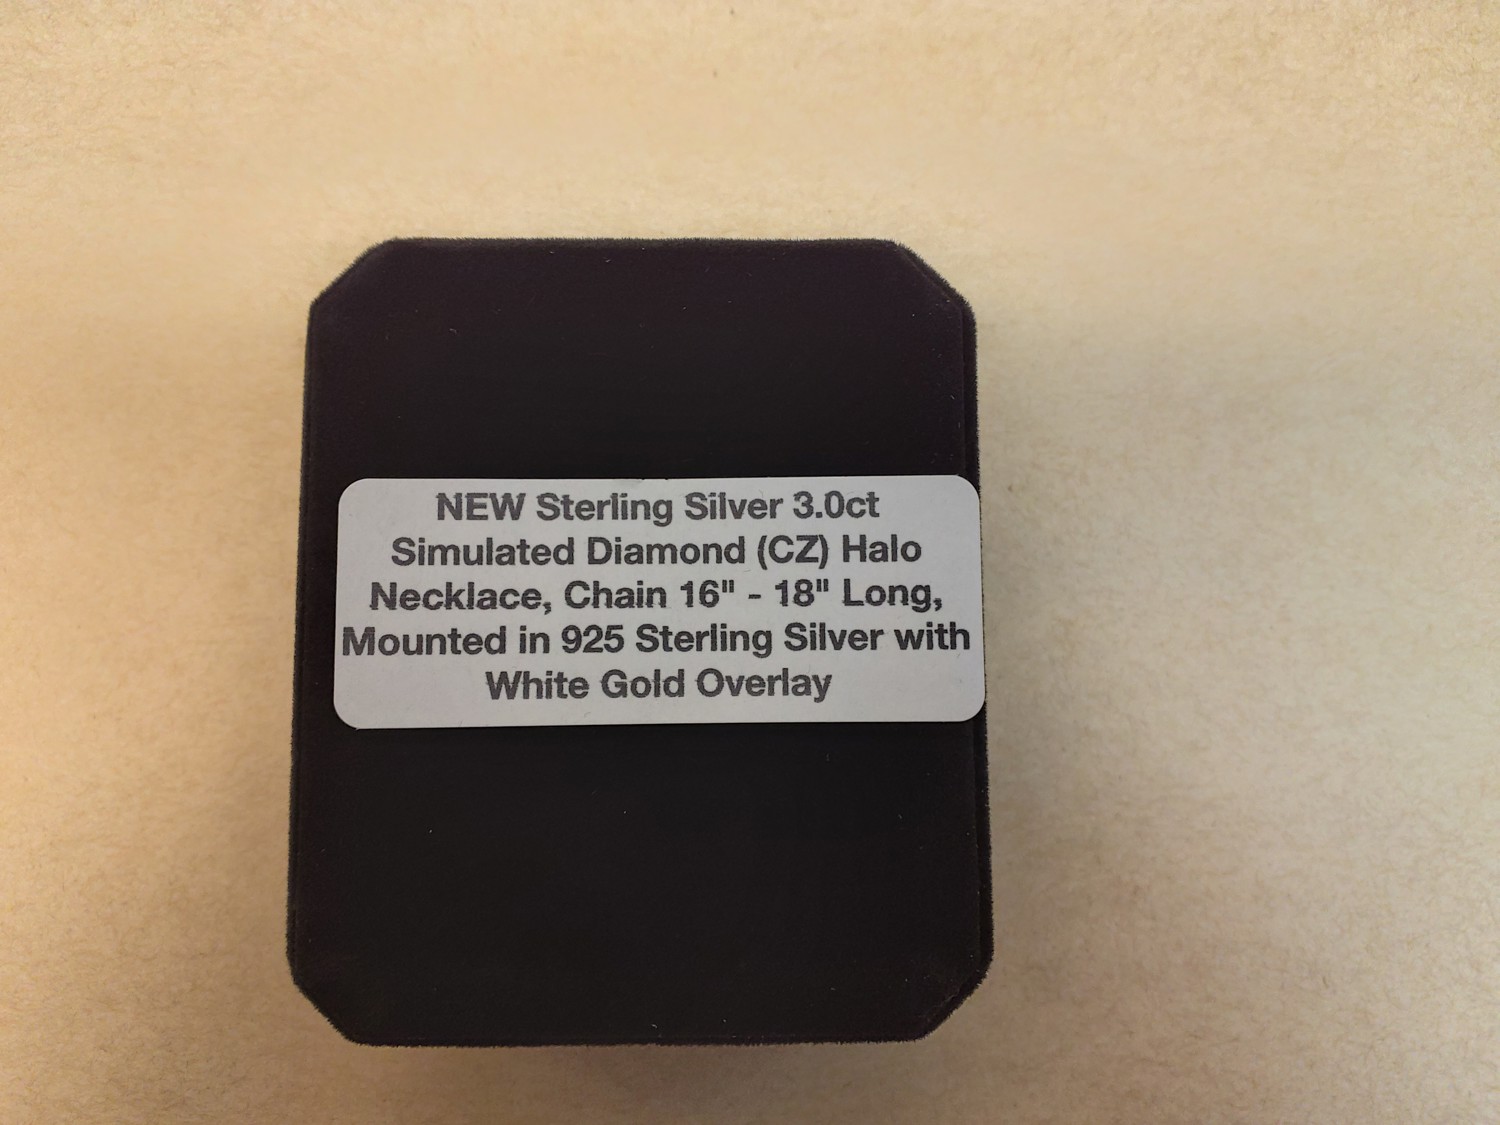 NEW Sterling Silver 3.0ct
Simulated Diamond (CZ) Halo
Necklace, Chain 16" - 18" Long,
Mounted in 925 Sterling Silver with
White Gold Overlay